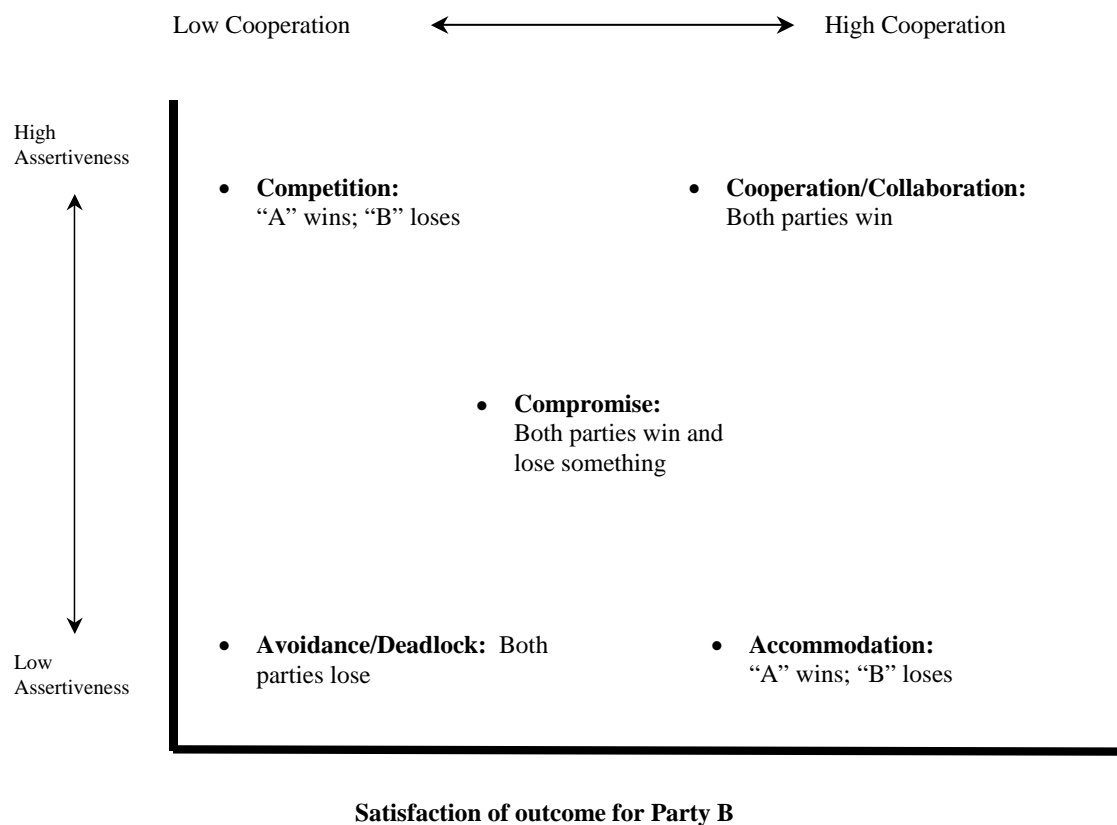 Low Cooperation High Cooperation
High
Assertiveness
• Competition:
“A” wins; “B” loses
• Cooperation/Collaboration:
Both parties win
• Compromise:
Both parties win and
lose something
• Avoidance/Deadlock: Both
parties lose
• Accommodation:
“A” wins; “B” loses
Low
Assertiveness
Satisfaction of outcome for Party B